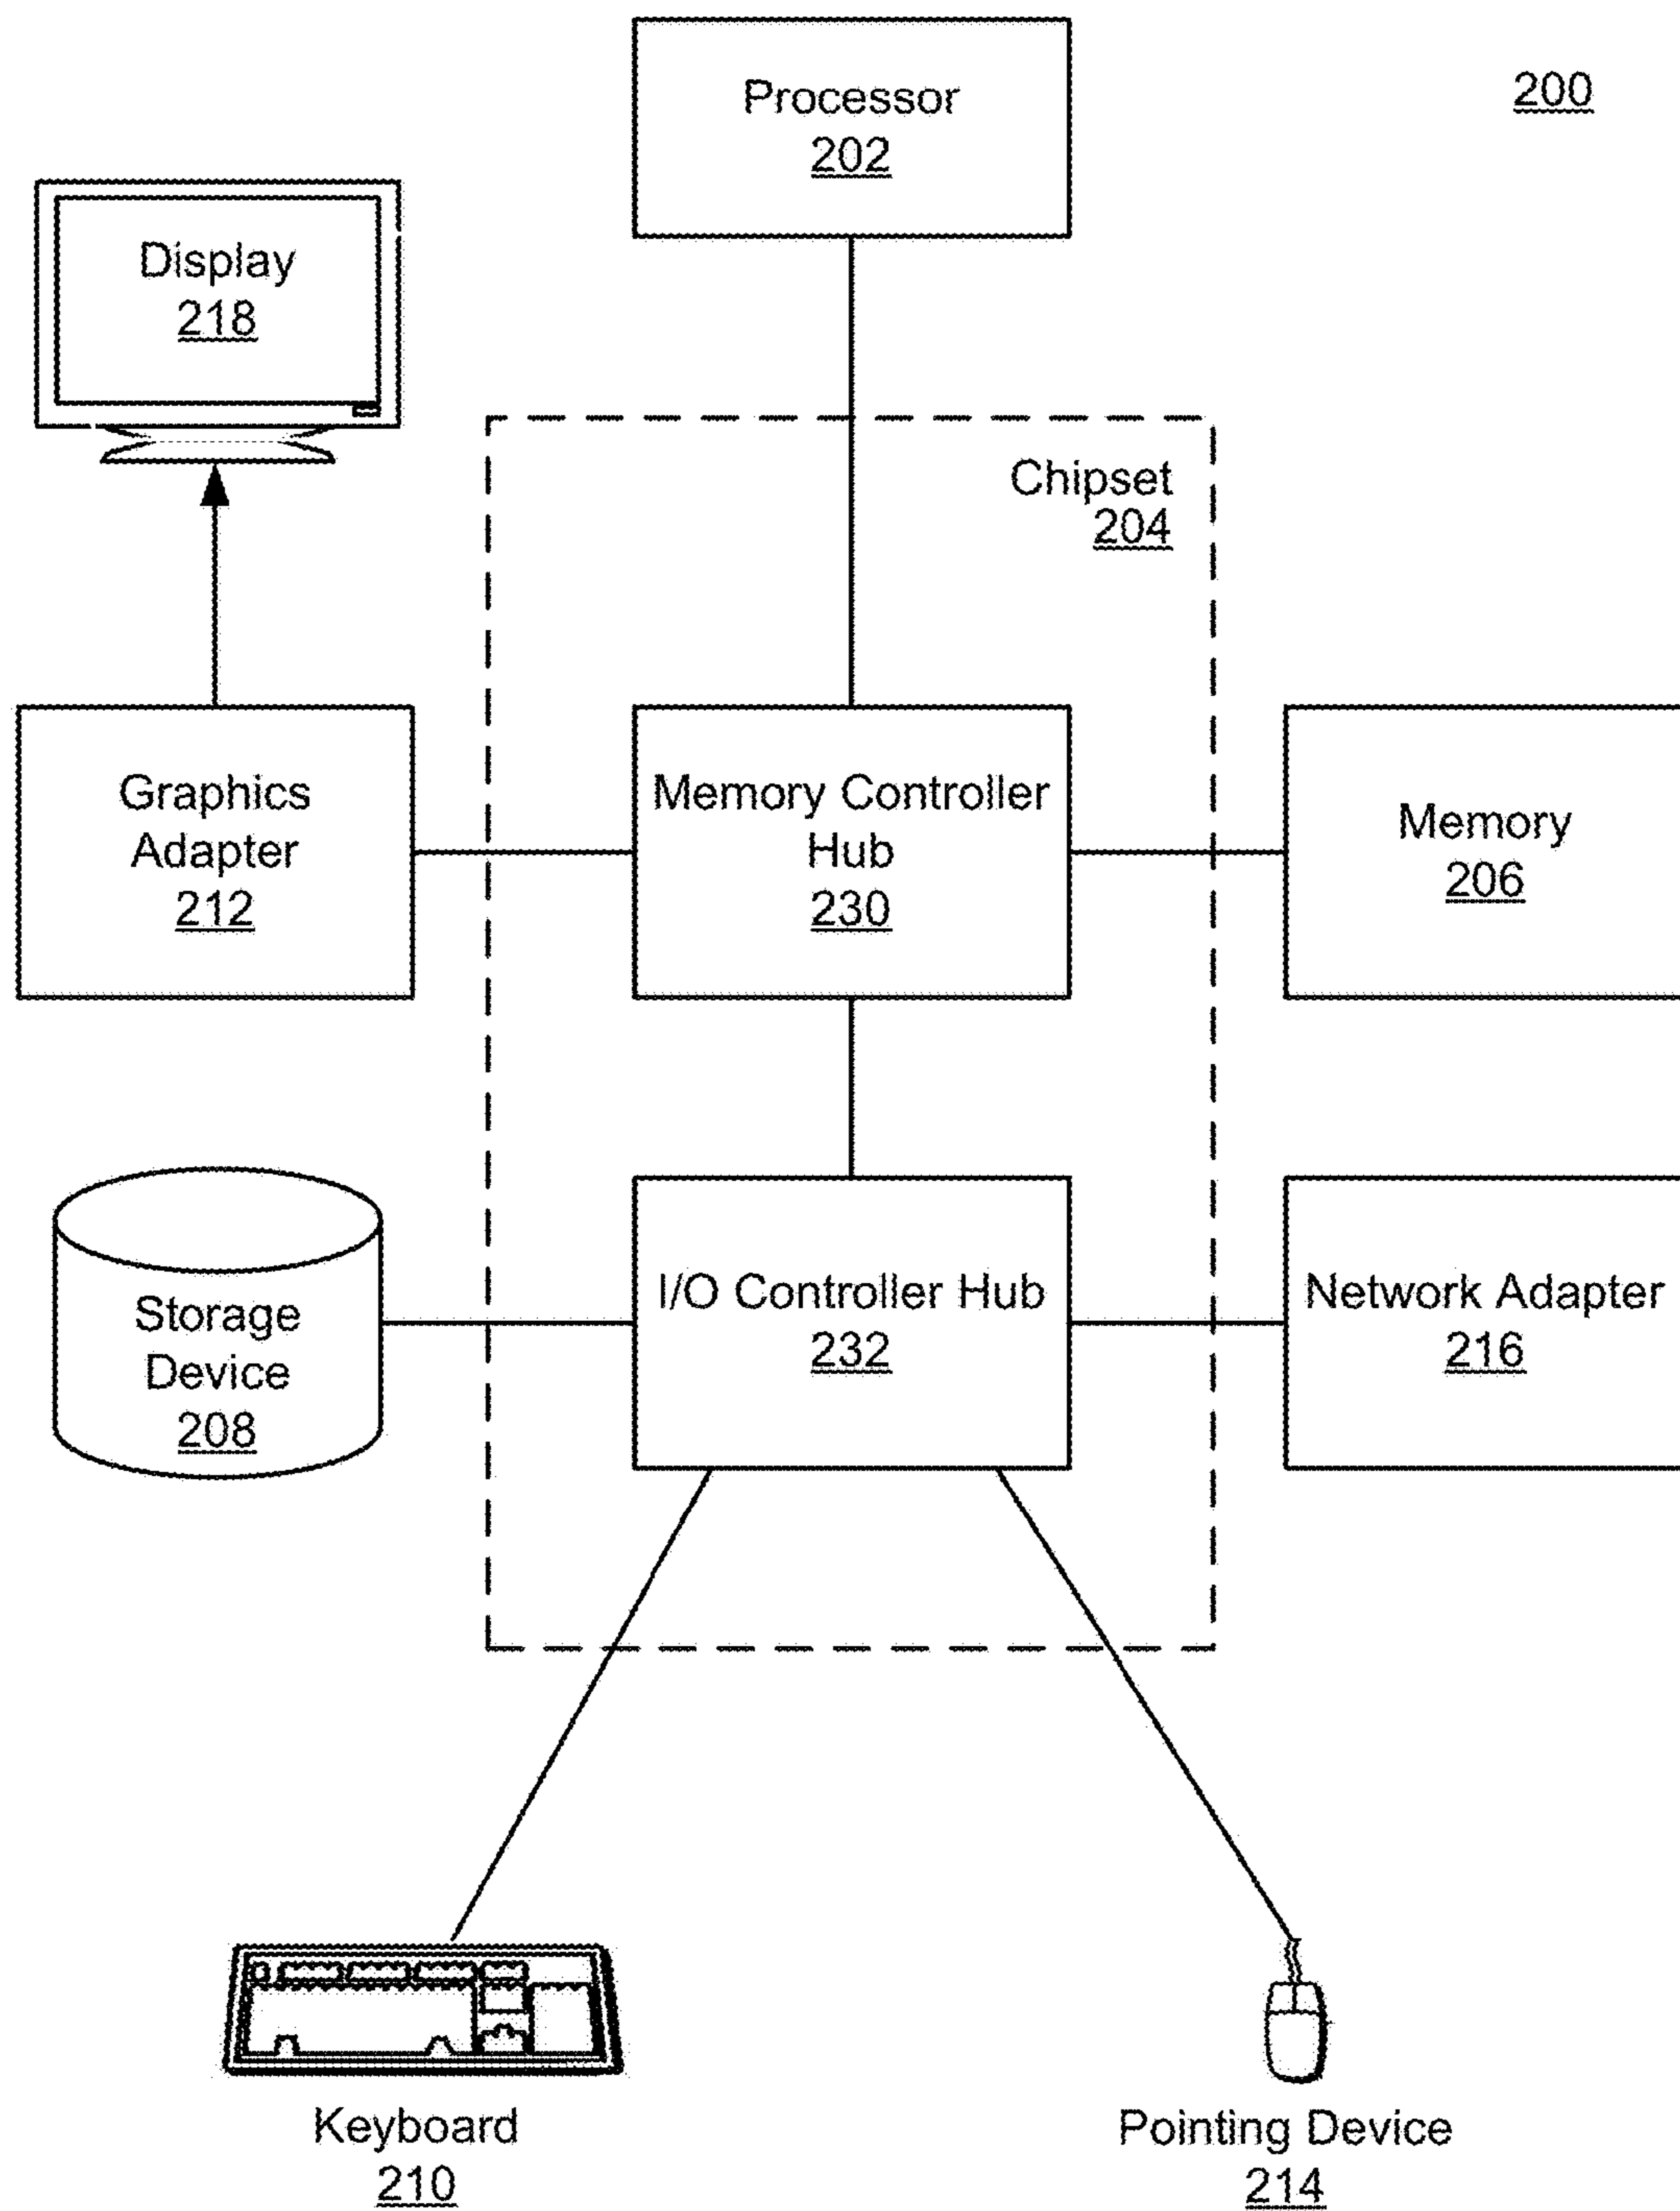 Processor
202
200
Display
218
Chipset
204
Graphics
Adapter
212
Memory Controller
Hub
230
Memory
206
Storage
Device
208
I/O Controller Hub
232
Network Adapter
216
Keyboard
210
Pointing Device
214